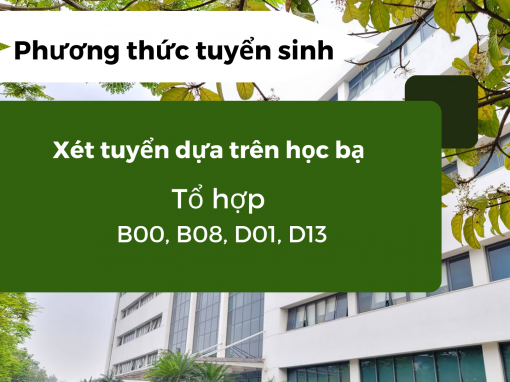 Phương thức tuyển sinh
Xét tuyển dựa trên học bạ
Tổ hợp
B00, B08, D01, D13